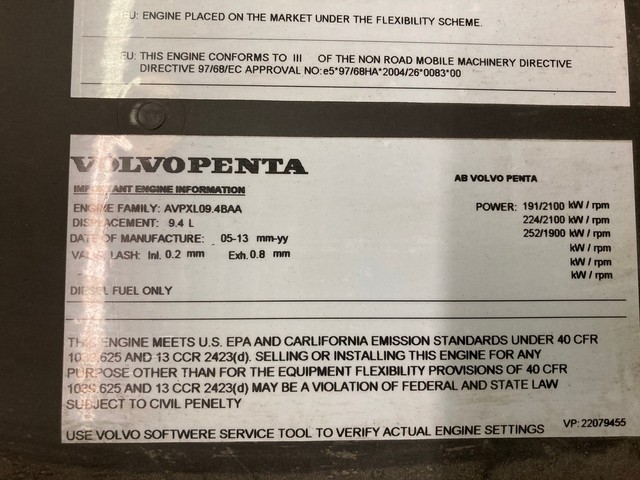 EU: ENGINE PLACED ON THE MARKET UNDER THE FLEXIBILITY SCHEME.
EU: THIS ENGINE CONFORMS TO III OF THE NON ROAD MOBILE MACHINERY DIRECTIVE
DIRECTIVE 97/68/EC APPROVAL NO:e5*97/68HA*2004/26*0083*00
VOLVO PENTA
AB VOLVO PENTA
IMPORTANT ENGINE INFORMATION
ENGINE FAMILY: AVPXL09.4BAA
POWER: 191/2100 kW / rpm
DISPLACEMENT: 9.4 L
224/2100 kW / rpm
DATE OF MANUFACTURE: 05-13 mm-yy
252/1900 kW / rpm
VALVE LASH: Inl. 0.2 mm Exh. 0.8 mm
kW / rpm
kW / rpm
kW / rpm
DIESEL FUEL ONLY
THIS ENGINE MEETS U.S. EPA AND CARLIFORNIA EMISSION STANDARDS UNDER 40 CFR
1039.625 AND 13 CCR 2423(d). SELLING OR INSTALLING THIS ENGINE FOR ANY
PURPOSE OTHER THAN FOR THE EQUIPMENT FLEXIBILITY PROVISIONS OF 40 CFR
1039.625 AND 13 CCR 2423(d) MAY BE A VIOLATION OF FEDERAL AND STATE LAW
SUBJECT TO CIVIL PENELTY
USE VOLVO SOFTWERE SERVICE TOOL TO VERIFY ACTUAL ENGINE SETTINGS
VP: 22079455